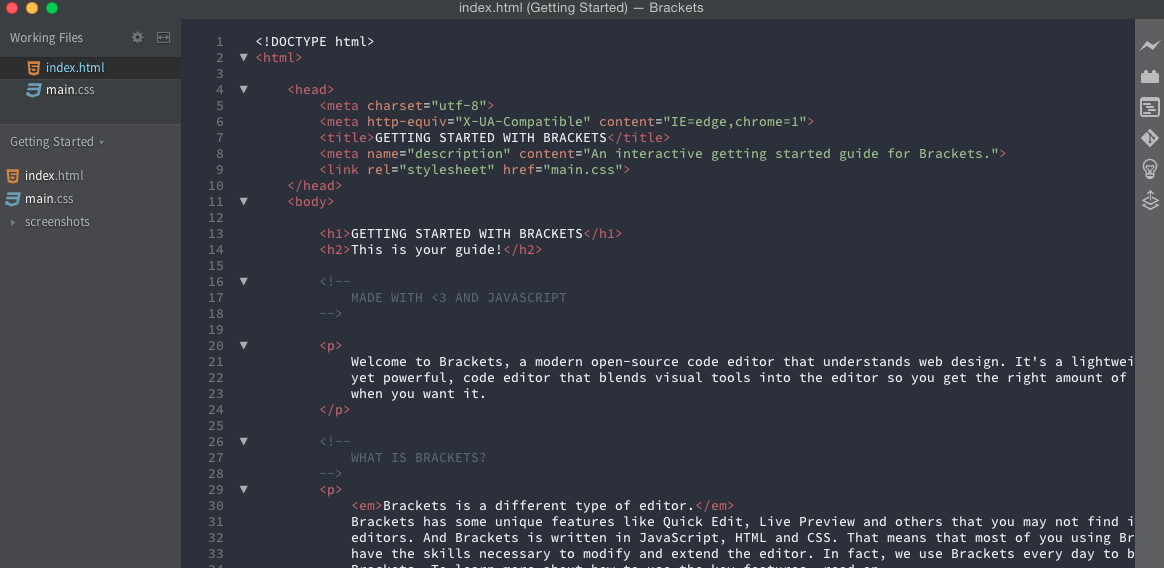 index.html (Getting Started) — Brackets
Working Files
index.html
main.css
Getting Started
index.html
main.css
screenshots
1 <!DOCTYPE html>
2 <html>
3
4 <head>
5 <meta charset="utf-8">
6 <meta http-equiv="X-UA-Compatible" content="IE=edge,chrome=1">
7 <title>GETTING STARTED WITH BRACKETS</title>
8 <meta name="description" content="An interactive getting started guide for Brackets.">
9 <link rel="stylesheet" href="main.css">
10 </head>
11 <body>
12
13 <h1>GETTING STARTED WITH BRACKETS</h1>
14 <h2>This is your guide!</h2>
15
16 <!--
17 MADE WITH <3 AND JAVASCRIPT
18 -->
19
20 <p>
21 Welcome to Brackets, a modern open-source code editor that understands web design. It's a lightwei
22 yet powerful, code editor that blends visual tools into the editor so you get the right amount of
23 when you want it.
24 </p>
25
26 <!--
27 WHAT IS BRACKETS?
28 -->
29 <p>
30 <em>Brackets is a different type of editor.</em>
31 Brackets has some unique features like Quick Edit, Live Preview and others that you may not find i
32 editors. And Brackets is written in JavaScript, HTML and CSS. That means that most of you using Br
33 have the skills necessary to modify and extend the editor. In fact, we use Brackets every day to b